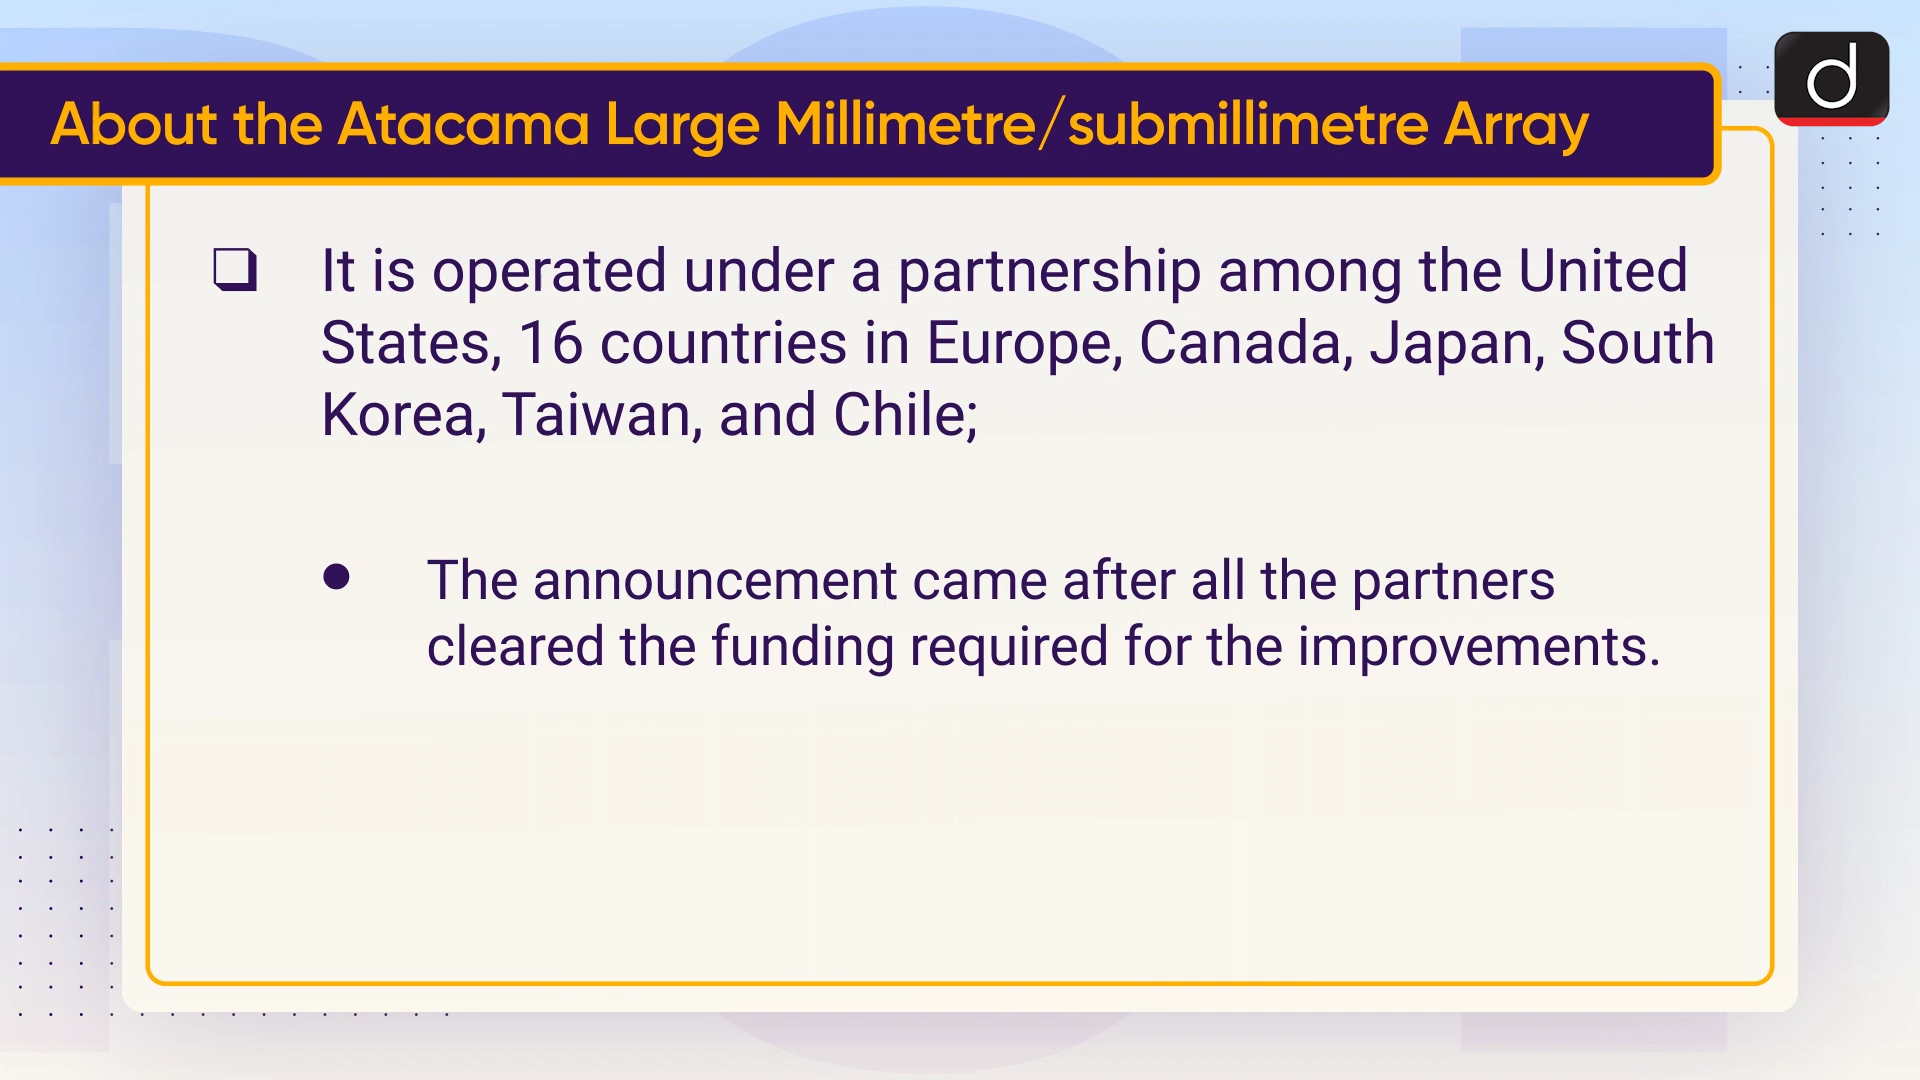 About the Atacama Large Millimetre/submillimetre Array
d
❑ It is operated under a partnership among the United
States, 16 countries in Europe, Canada, Japan, South
Korea, Taiwan, and Chile;
● The announcement came after all the partners
cleared the funding required for the improvements.